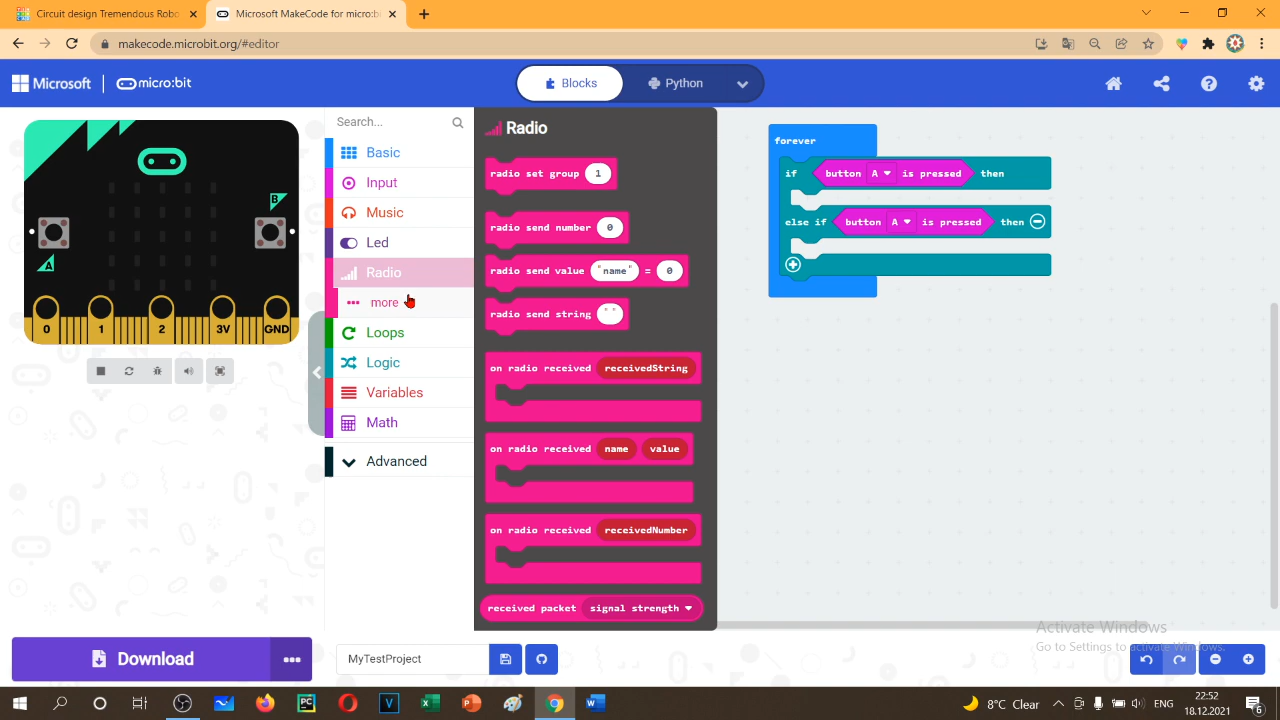 Circuit design Tremendous Robo
Microsoft MakeCode for micro:bi
makecode.microbit.org/#editor
Microsoft
micro:bit
Blocks
Python
B
A
0 1 2 3V GND
Search...
Basic
Input
Music
Led
Radio
more
Loops
Logic
Variables
Math
Advanced
Radio
radio set group 1
radio send number 0
radio send value "name" = 0
radio send string " "
on radio received receivedString
on radio received name value
on radio received receivedNumber
received packet signal strength
forever
if button A is pressed then
else if button A is pressed then
Activate Windows
Go to Settings to activate Windows.
Download
MyTestProject
PC
V
8°C Clear
ENG
22:52
18.12.2021
6